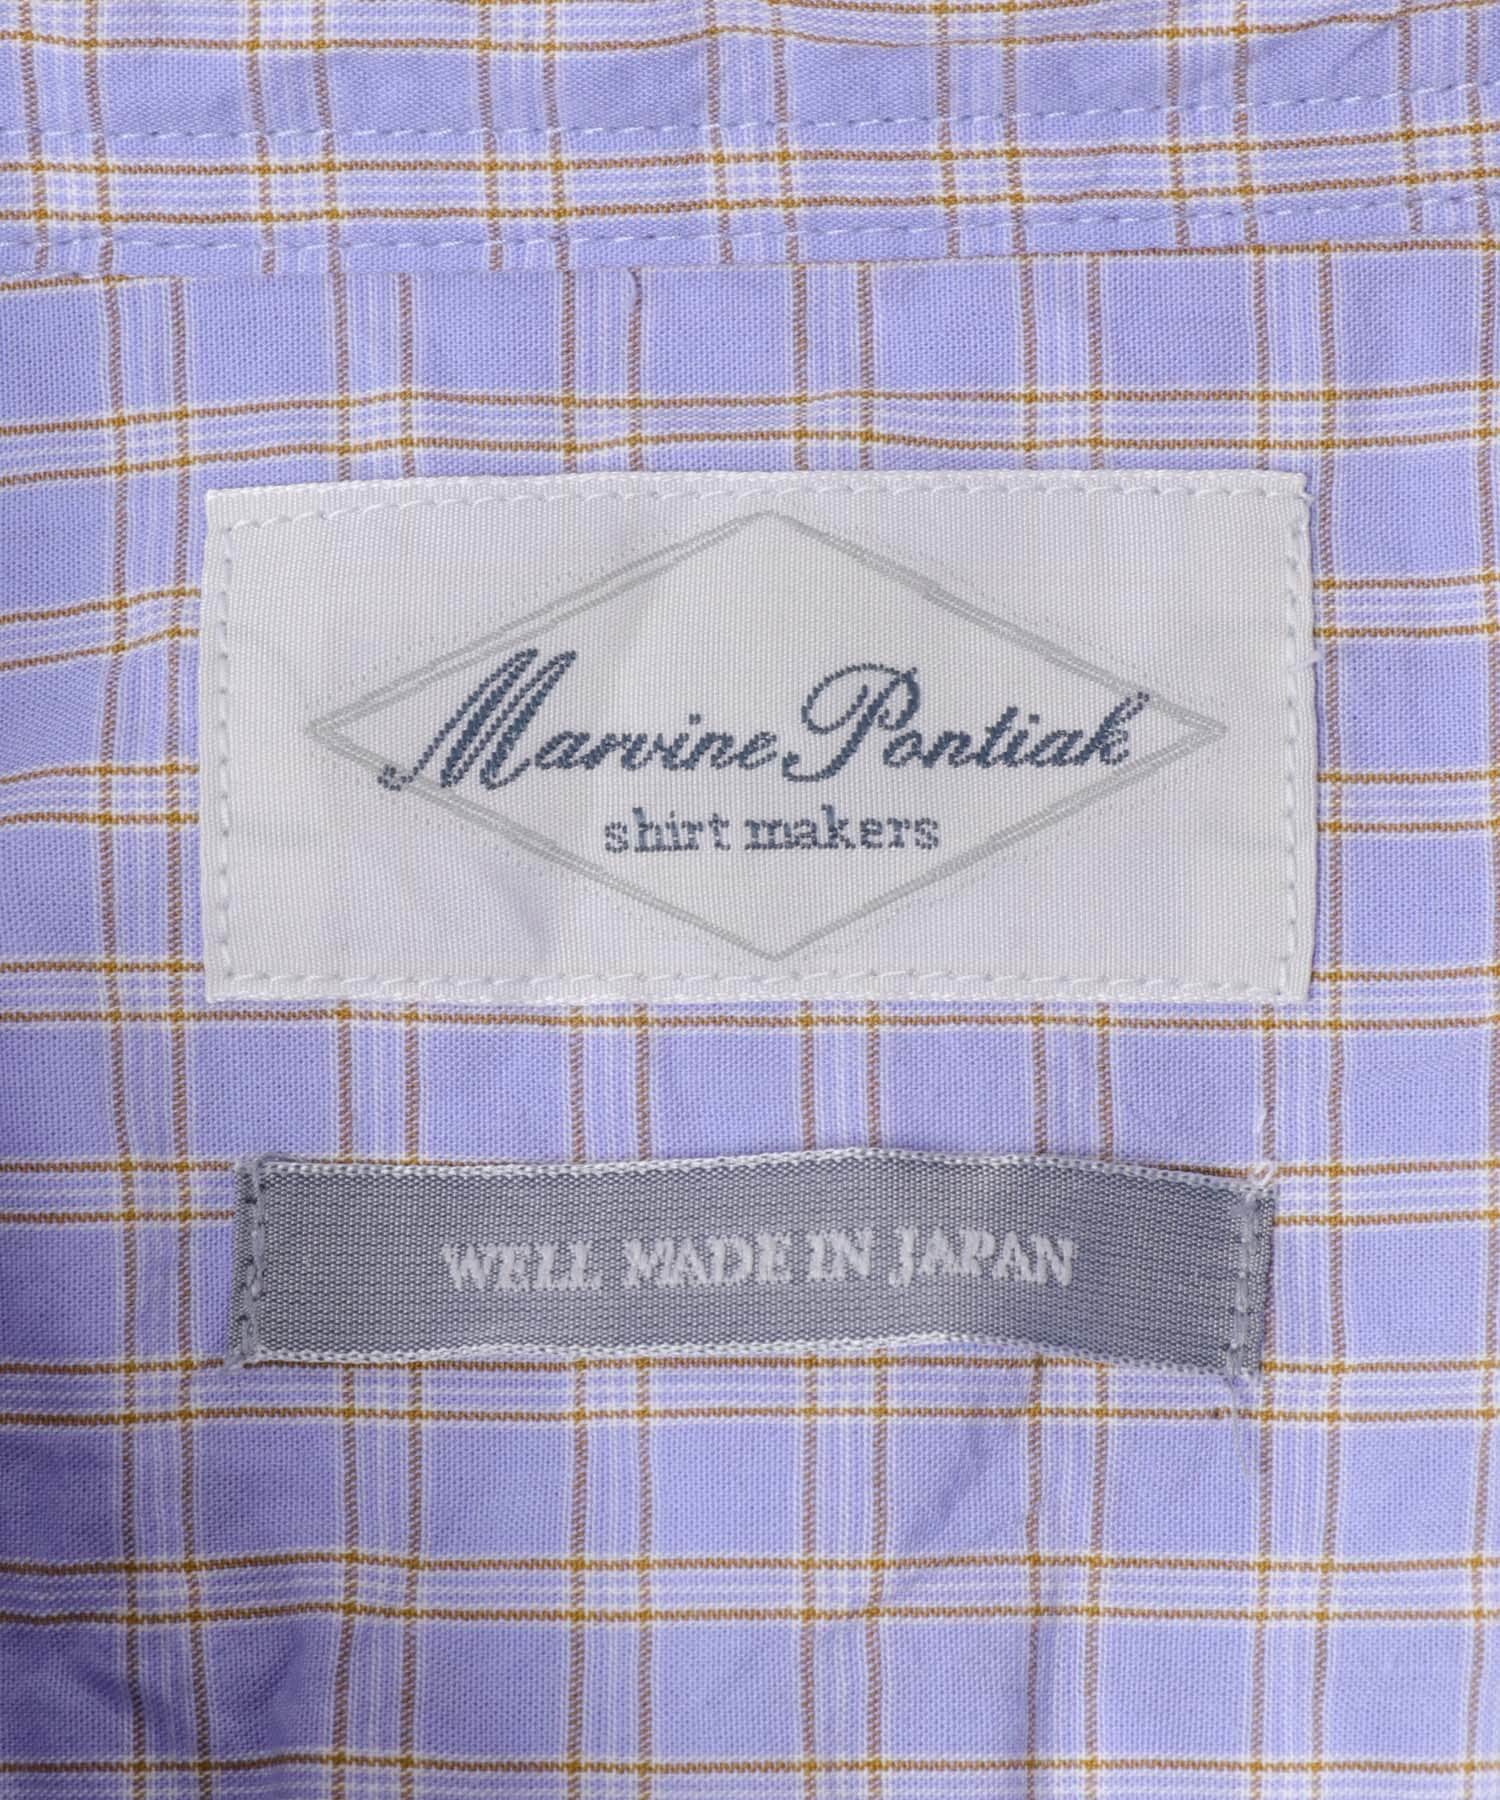 Marvine Pontiak
shirt makers
WELL MADE IN JAPAN